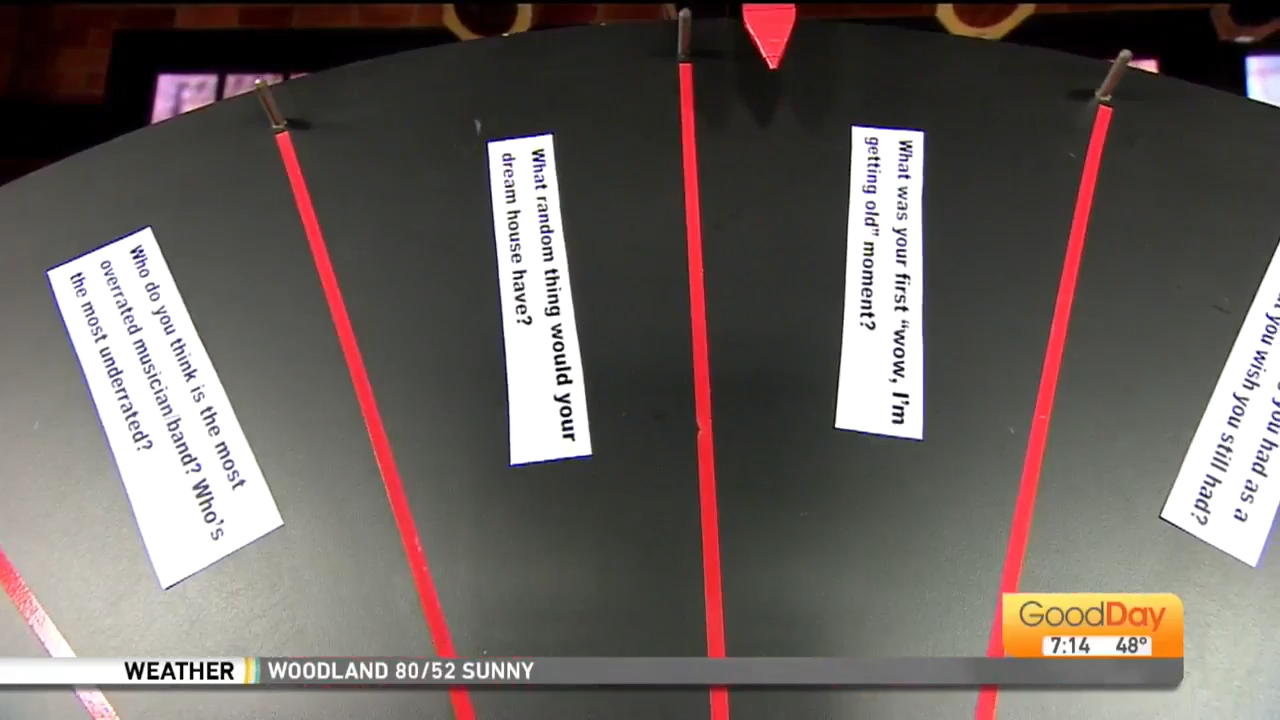 Who do you think is the most
overrated musician/band? Who's
the most underrated?
What random thing would your
dream house have?
What was your first “wow, I'm
getting old” moment?
you had as a
you wish you still had?
GoodDay
7:14 48°
WEATHER WOODLAND 80/52 SUNNY